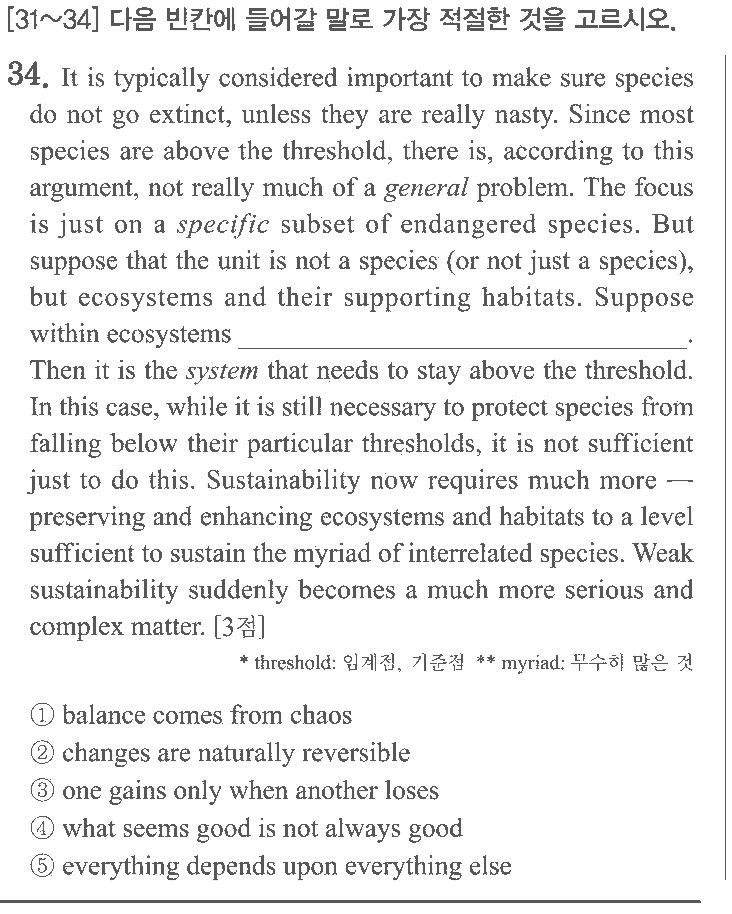 [31~34] 다음 빈칸에 들어갈 말로 가장 적절한 것을 고르시오.
34. It is typically considered important to make sure species
do not go extinct, unless they are really nasty. Since most
species are above the threshold, there is, according to this
argument, not really much of a general problem. The focus
is just on a specific subset of endangered species. But
suppose that the unit is not a species (or not just a species),
but ecosystems and their supporting habitats. Suppose
within ecosystems ______________________________.
Then it is the system that needs to stay above the threshold.
In this case, while it is still necessary to protect species from
falling below their particular thresholds, it is not sufficient
just to do this. Sustainability now requires much more —
preserving and enhancing ecosystems and habitats to a level
sufficient to sustain the myriad of interrelated species. Weak
sustainability suddenly becomes a much more serious and
complex matter. [3점]
* threshold: 임계점, 기준점 ** myriad: 무수히 많은 것
① balance comes from chaos
② changes are naturally reversible
③ one gains only when another loses
④ what seems good is not always good
⑤ everything depends upon everything else